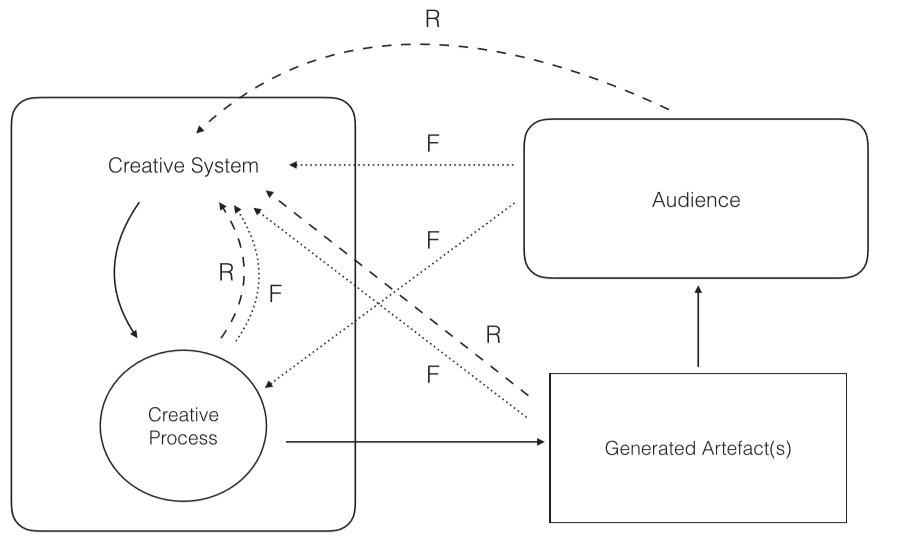 R
F
Creative System
Audience
F
R
F
R
F
Creative
Process
Generated Artefact(s)